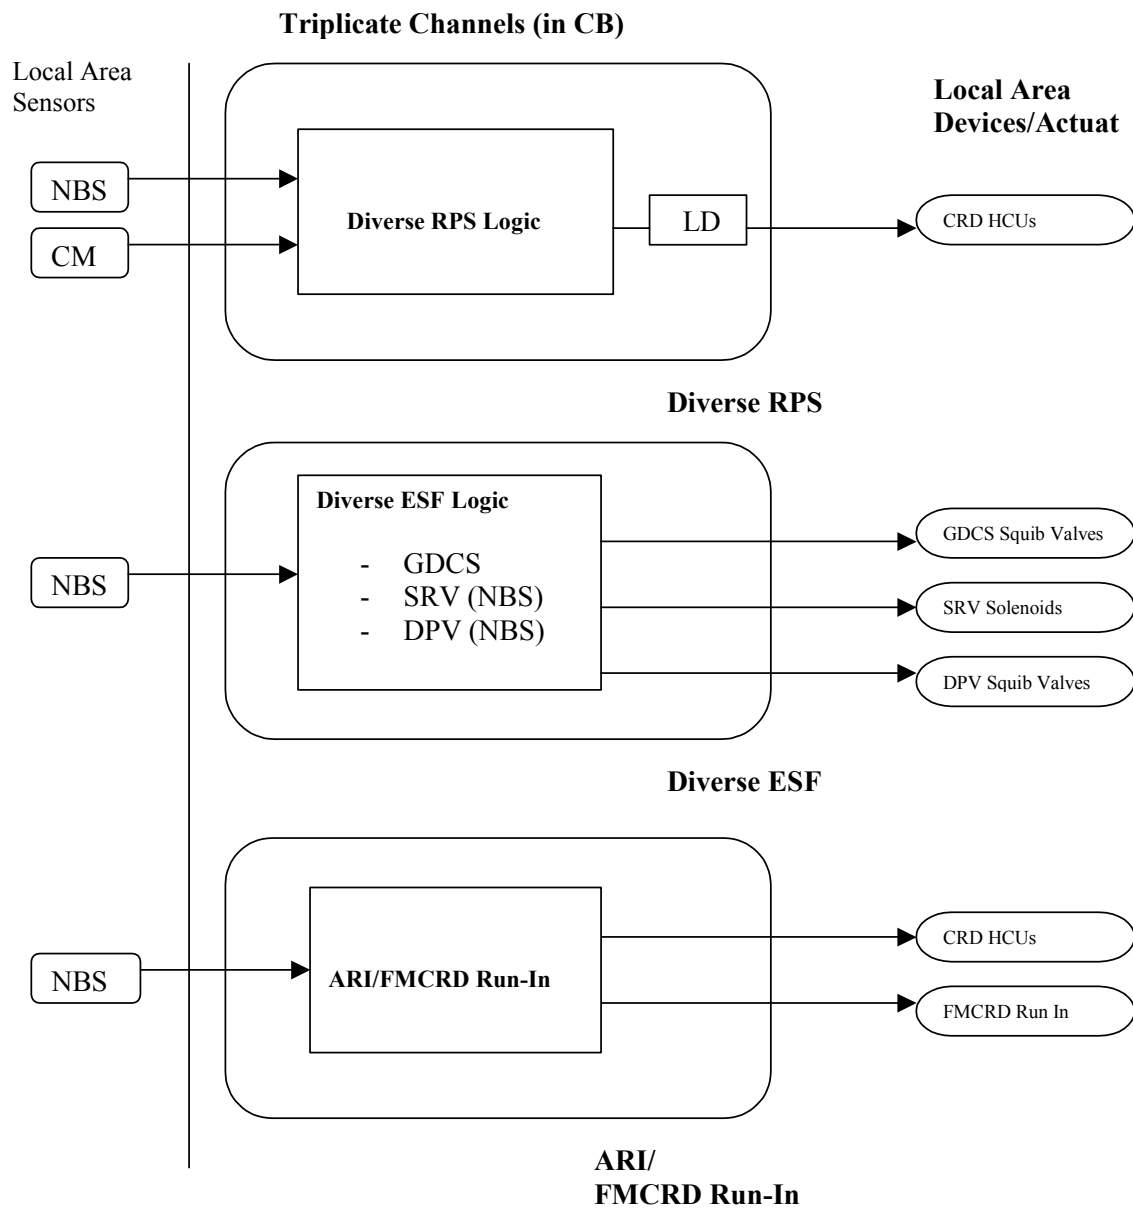 Triplicate Channels (in CB)
Local Area
Sensors
Local Area
Devices/Actuat
NBS
CM
Diverse RPS Logic
LD
CRD HCUs
Diverse RPS
NBS
Diverse ESF Logic
- GDCS
- SRV (NBS)
- DPV (NBS)
GDCS Squib Valves
SRV Solenoids
DPV Squib Valves
Diverse ESF
NBS
ARI/FMCRD Run-In
CRD HCUs
FMCRD Run In
ARI/
FMCRD Run-In